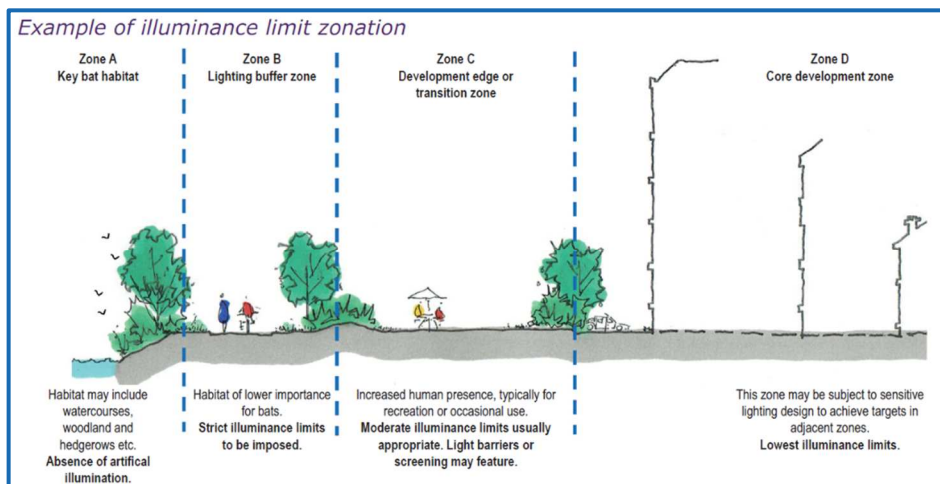 Example of illuminance limit zonation
Zone A
Key bat habitat
Zone B
Lighting buffer zone
Zone C
Development edge or
transition zone
Zone D
Core development zone
Habitat may include
watercourses,
woodland and
hedgerows etc.
Absence of artifical
illumination.
Habitat of lower importance
for bats.
Strict illuminance limits
to be imposed.
Increased human presence, typically for
recreation or occasional use.
Moderate illuminance limits usually
appropriate. Light barriers or
screening may feature.
This zone may be subject to sensitive
lighting design to achieve targets in
adjacent zones.
Lowest illuminance limits.